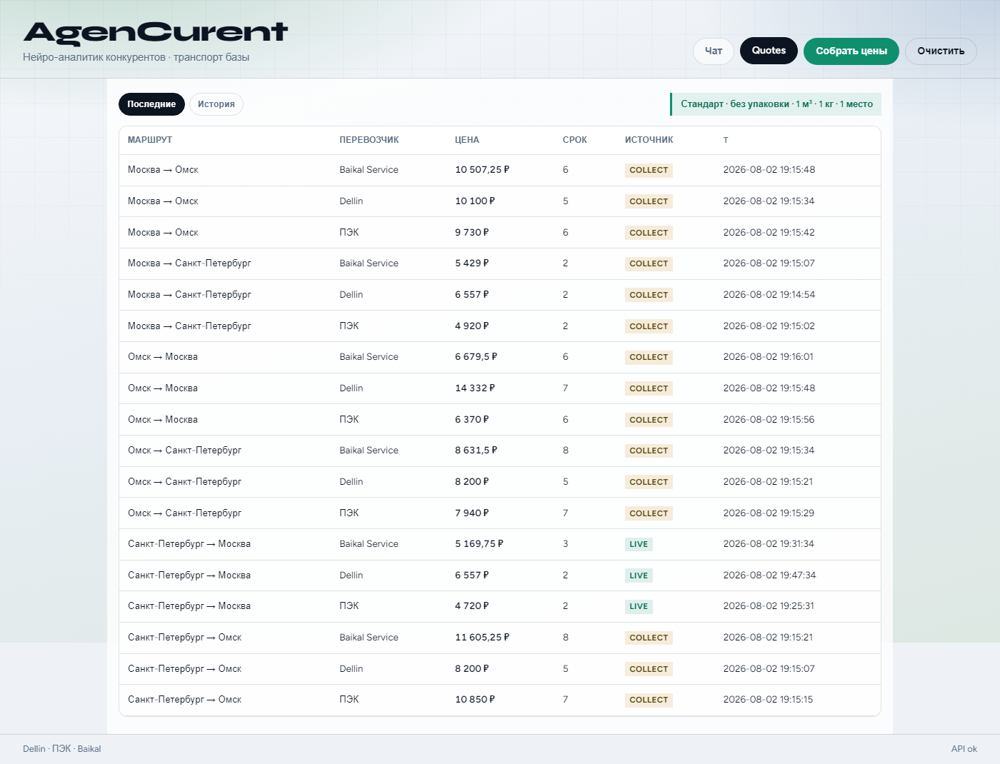 AgenCurent
Нейро-аналитик конкурентов · транспорт базы
Чат Quotes Собрать цены Очистить
Последние История Стандарт · без упаковки · 1 м³ · 1 кг · 1 место
МАРШРУТ ПЕРЕВОЗЧИК ЦЕНА СРОК ИСТОЧНИК T
Москва → Омск Baikal Service 10 507,25 ₽ 6 COLLECT 2026-08-02 19:15:48
Москва → Омск Dellin 10 100 ₽ 5 COLLECT 2026-08-02 19:15:34
Москва → Омск ПЭК 9 730 ₽ 6 COLLECT 2026-08-02 19:15:42
Москва → Санкт-Петербург Baikal Service 5 429 ₽ 2 COLLECT 2026-08-02 19:15:07
Москва → Санкт-Петербург Dellin 6 557 ₽ 2 COLLECT 2026-08-02 19:14:54
Москва → Санкт-Петербург ПЭК 4 920 ₽ 2 COLLECT 2026-08-02 19:15:02
Омск → Москва Baikal Service 6 679,5 ₽ 6 COLLECT 2026-08-02 19:16:01
Омск → Москва Dellin 14 332 ₽ 7 COLLECT 2026-08-02 19:15:48
Омск → Москва ПЭК 6 370 ₽ 6 COLLECT 2026-08-02 19:15:56
Омск → Санкт-Петербург Baikal Service 8 631,5 ₽ 8 COLLECT 2026-08-02 19:15:34
Омск → Санкт-Петербург Dellin 8 200 ₽ 5 COLLECT 2026-08-02 19:15:21
Омск → Санкт-Петербург ПЭК 7 940 ₽ 7 COLLECT 2026-08-02 19:15:29
Санкт-Петербург → Москва Baikal Service 5 169,75 ₽ 3 LIVE 2026-08-02 19:31:34
Санкт-Петербург → Москва Dellin 6 557 ₽ 2 LIVE 2026-08-02 19:47:34
Санкт-Петербург → Москва ПЭК 4 720 ₽ 2 LIVE 2026-08-02 19:25:31
Санкт-Петербург → Омск Baikal Service 11 605,25 ₽ 8 COLLECT 2026-08-02 19:15:21
Санкт-Петербург → Омск Dellin 8 200 ₽ 5 COLLECT 2026-08-02 19:15:07
Санкт-Петербург → Омск ПЭК 10 850 ₽ 7 COLLECT 2026-08-02 19:15:15
Dellin · ПЭК · Baikal API ok